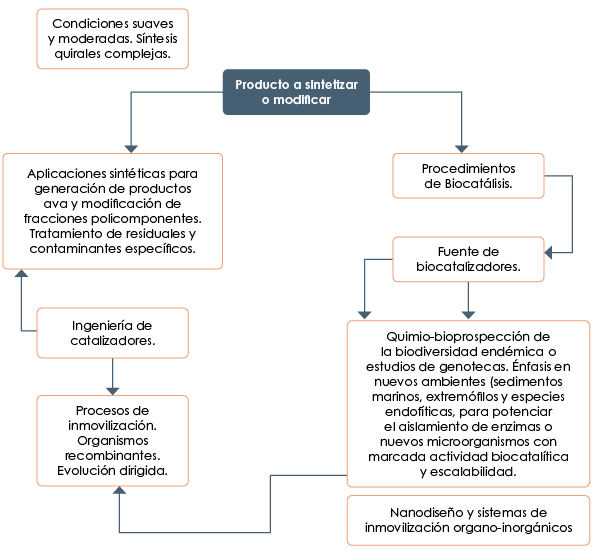 Condiciones suaves
y moderadas. Síntesis
quirales complejas.
Producto a sintetizar
o modificar
Aplicaciones sintéticas para
generación de productos
ava y modificación de
fracciones policomponentes.
Tratamiento de residuales y
contaminantes específicos.
Procedimientos
de Biocatálisis.
Fuente de
biocatalizadores.
Ingeniería de
catalizadores.
Quimio-bioprospección de
la biodiversidad endémica o
estudios de genotecas. Énfasis en
nuevos ambientes (sedimentos
marinos, extremófilos y especies
endofíticas, para potenciar
el aislamiento de enzimas o
nuevos microorganismos con
marcada actividad biocatalífica
y escalabilidad.
Procesos de
inmovilización.
Organismos
recombinantes.
Evolución dirigida.
Nanodiseño y sistemas de
inmovilización organo-inorgánicos